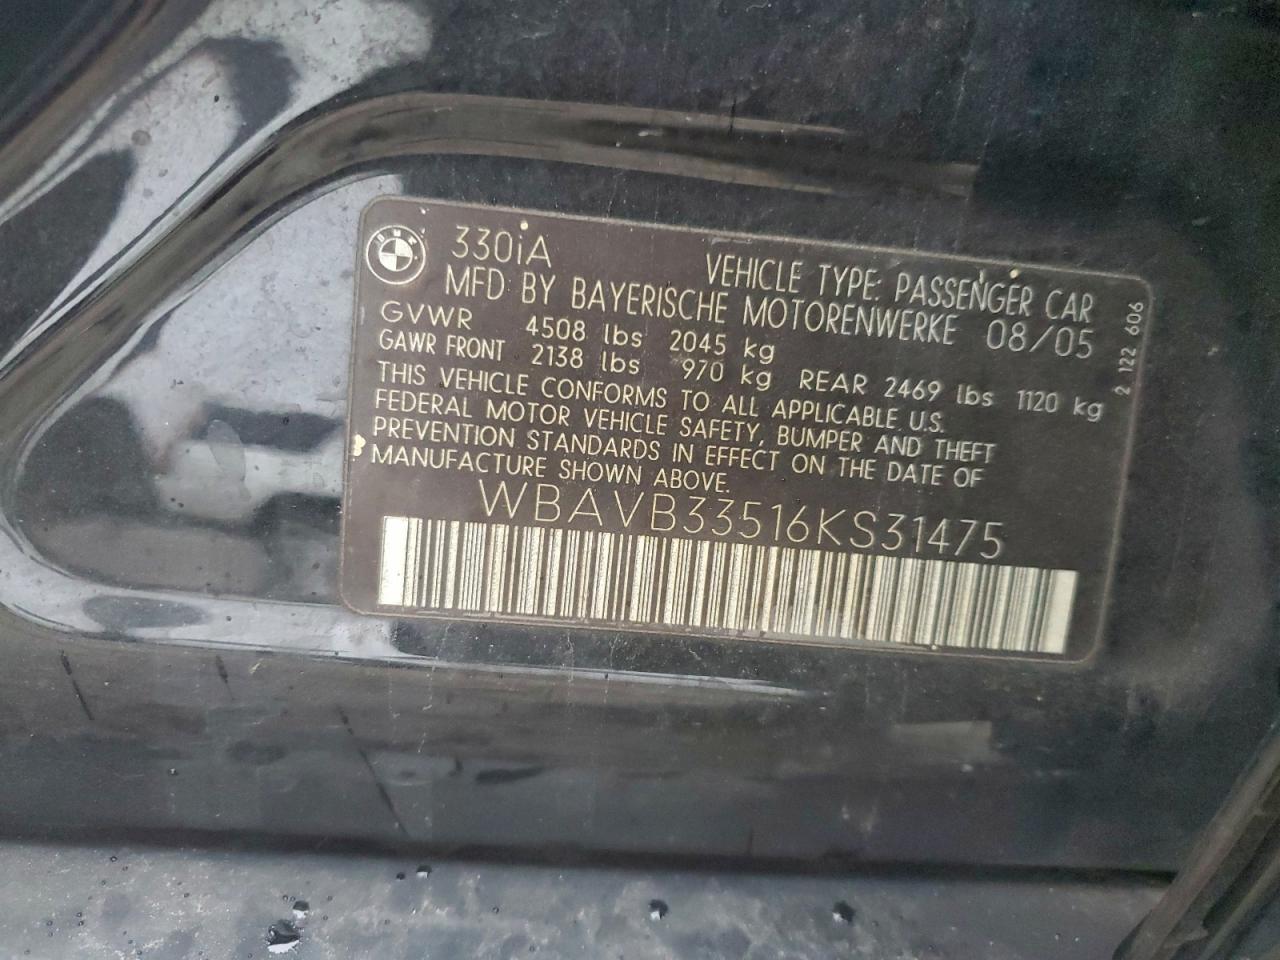 BMW
330iA
VEHICLE TYPE: PASSENGER CAR
MFD BY BAYERISCHE MOTORENWERKE 08/05
GVWR 4508 lbs 2045 kg
GAWR FRONT 2138 lbs 970 kg REAR 2469 lbs 1120 kg
THIS VEHICLE CONFORMS TO ALL APPLICABLE U.S.
FEDERAL MOTOR VEHICLE SAFETY, BUMPER AND THEFT
PREVENTION STANDARDS IN EFFECT ON THE DATE OF
MANUFACTURE SHOWN ABOVE.
WBAVB33516KS31475
2 122 606